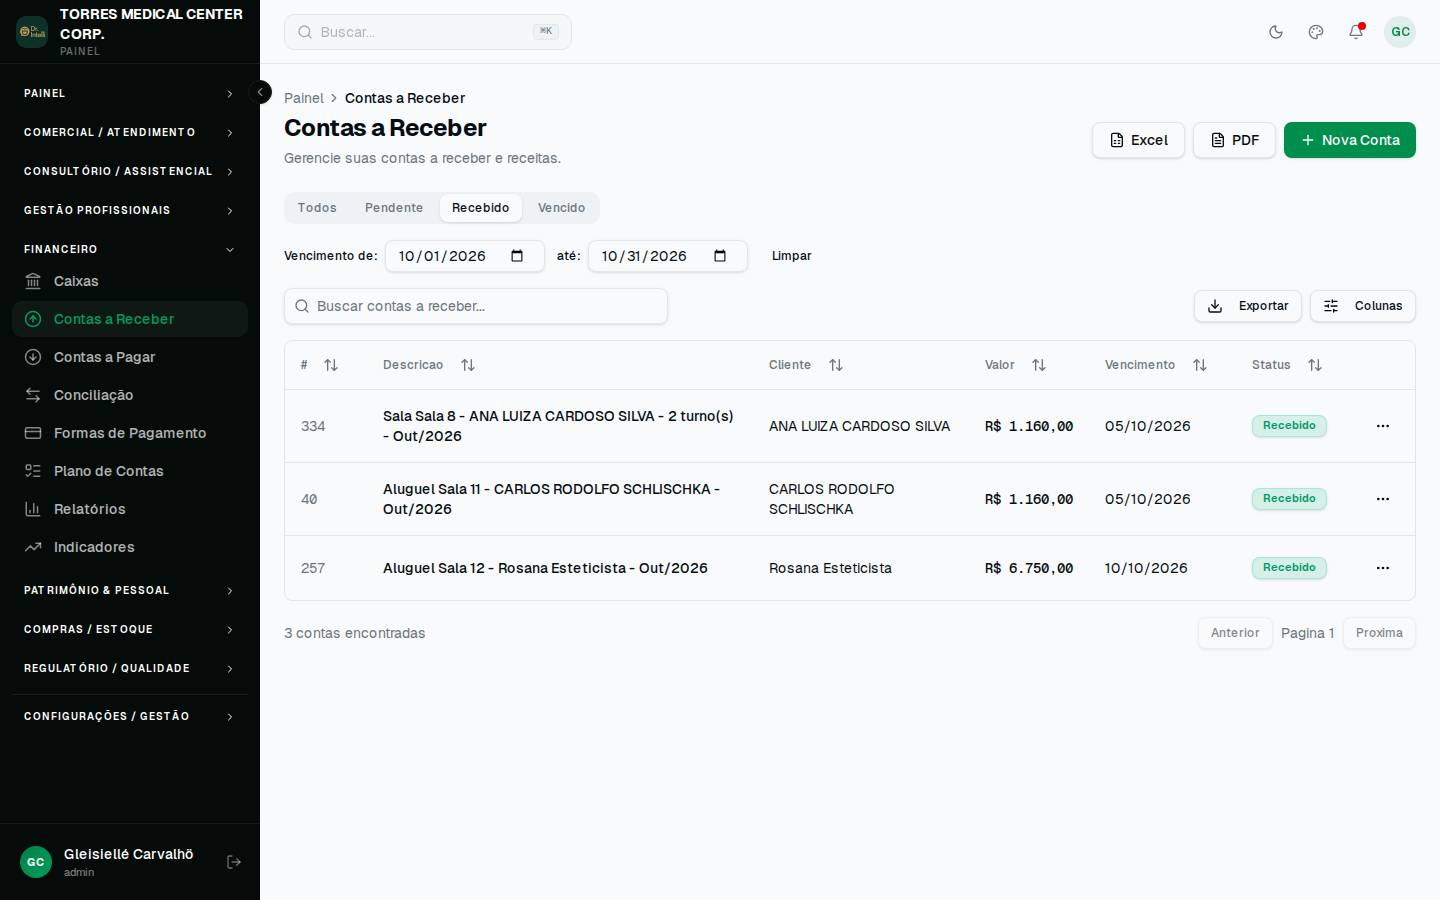 TORRES MEDICAL CENTER
CORP.
PAINEL
Dr.
Intelli
PAINEL
COMERCIAL / ATENDIMENTO
CONSULTÓRIO / ASSISTENCIAL
GESTÃO PROFISSIONAIS
FINANCEIRO
Caixas
Contas a Receber
Contas a Pagar
Conciliação
Formas de Pagamento
Plano de Contas
Relatórios
Indicadores
PATRIMÔNIO & PESSOAL
COMPRAS / ESTOQUE
REGULATÓRIO / QUALIDADE
CONFIGURAÇÕES / GESTÃO
GC
Gleisiellé Carvalhö
admin
Buscar...
⌘K
GC
Painel > Contas a Receber
Contas a Receber
Gerencie suas contas a receber e receitas.
Excel
PDF
+ Nova Conta
Todos Pendente Recebido Vencido
Vencimento de: 10/01/2026 até: 10/31/2026 Limpar
Buscar contas a receber...
Exportar
Colunas
# Descricao Cliente Valor Vencimento Status
334 Sala Sala 8 - ANA LUIZA CARDOSO SILVA - 2 turno(s) ANA LUIZA CARDOSO SILVA R$ 1.160,00 05/10/2026 Recebido
- Out/2026
40 Aluguel Sala 11 - CARLOS RODOLFO SCHLISCHKA - CARLOS RODOLFO R$ 1.160,00 05/10/2026 Recebido
Out/2026 SCHLISCHKA
257 Aluguel Sala 12 - Rosana Esteticista - Out/2026 Rosana Esteticista R$ 6.750,00 10/10/2026 Recebido
3 contas encontradas
Anterior Pagina 1 Proxima